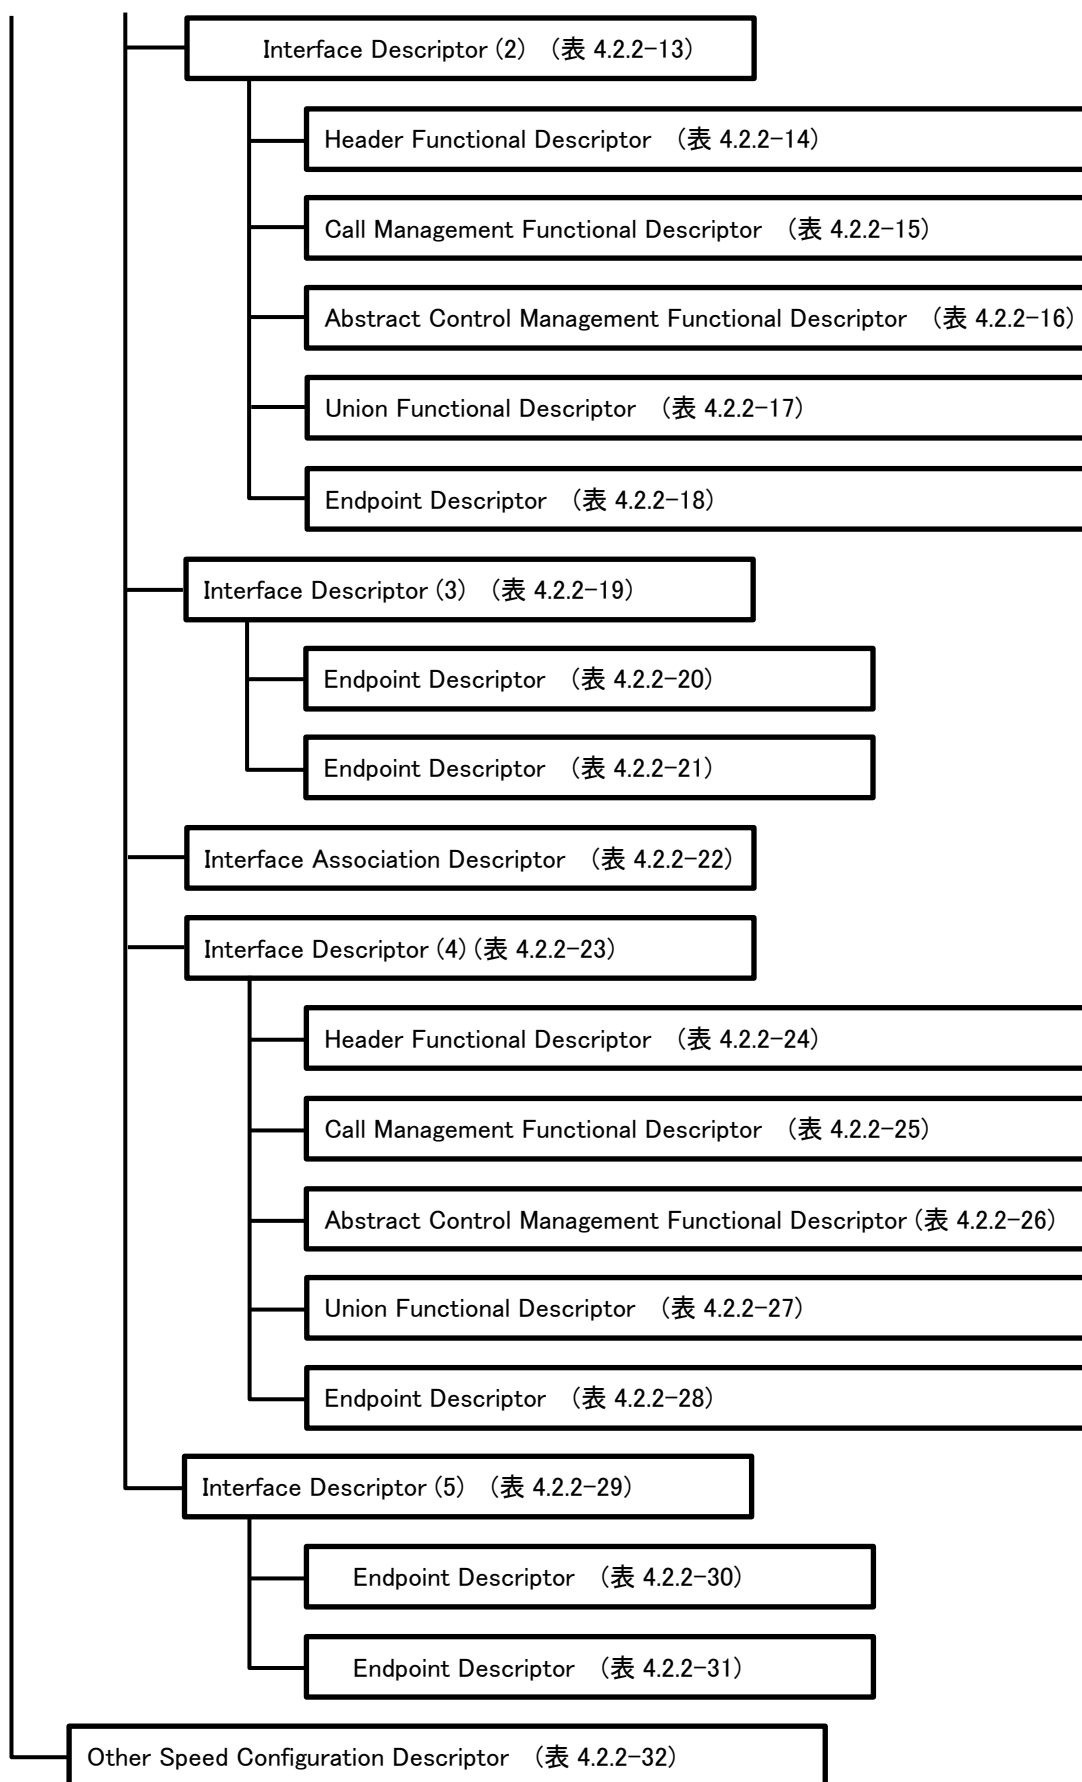 Interface Descriptor (2) （表 4.2.2-13）
Header Functional Descriptor （表 4.2.2-14）
Call Management Functional Descriptor （表 4.2.2-15）
Abstract Control Management Functional Descriptor （表 4.2.2-16）
Union Functional Descriptor （表 4.2.2-17）
Endpoint Descriptor （表 4.2.2-18）
Interface Descriptor (3) （表 4.2.2-19）
Endpoint Descriptor （表 4.2.2-20）
Endpoint Descriptor （表 4.2.2-21）
Interface Association Descriptor （表 4.2.2-22）
Interface Descriptor (4) (表 4.2.2-23）
Header Functional Descriptor （表 4.2.2-24）
Call Management Functional Descriptor （表 4.2.2-25）
Abstract Control Management Functional Descriptor (表 4.2.2-26）
Union Functional Descriptor （表 4.2.2-27）
Endpoint Descriptor （表 4.2.2-28）
Interface Descriptor (5) （表 4.2.2-29）
Endpoint Descriptor （表 4.2.2-30）
Endpoint Descriptor （表 4.2.2-31）
Other Speed Configuration Descriptor （表 4.2.2-32）